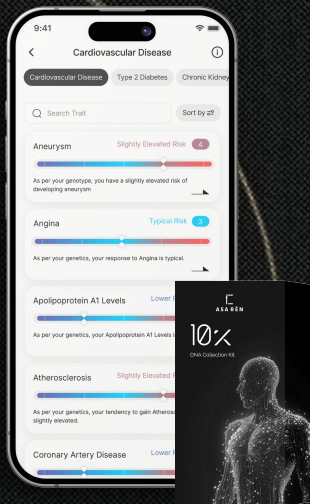 9:41
Cardiovascular Disease
Cardiovascular Disease Type 2 Diabetes Chronic Kidney
Search Trait Sort by
Aneurysm Slightly Elevated Risk 4
As per your genotype, you have a slightly elevated risk of
developing aneurysm
Angina Typical Risk 3
As per your genetics, your response to Angina is typical.
Apolipoprotein A1 Levels Lower
As per your genetics, your Apolipoprotein A1 Levels
Atherosclerosis Slightly Elevated
As per your genetics, your tendency to gain
slightly elevated.
Coronary Artery Disease Lower
ASA RĒN
10%
DNA Collection Kit